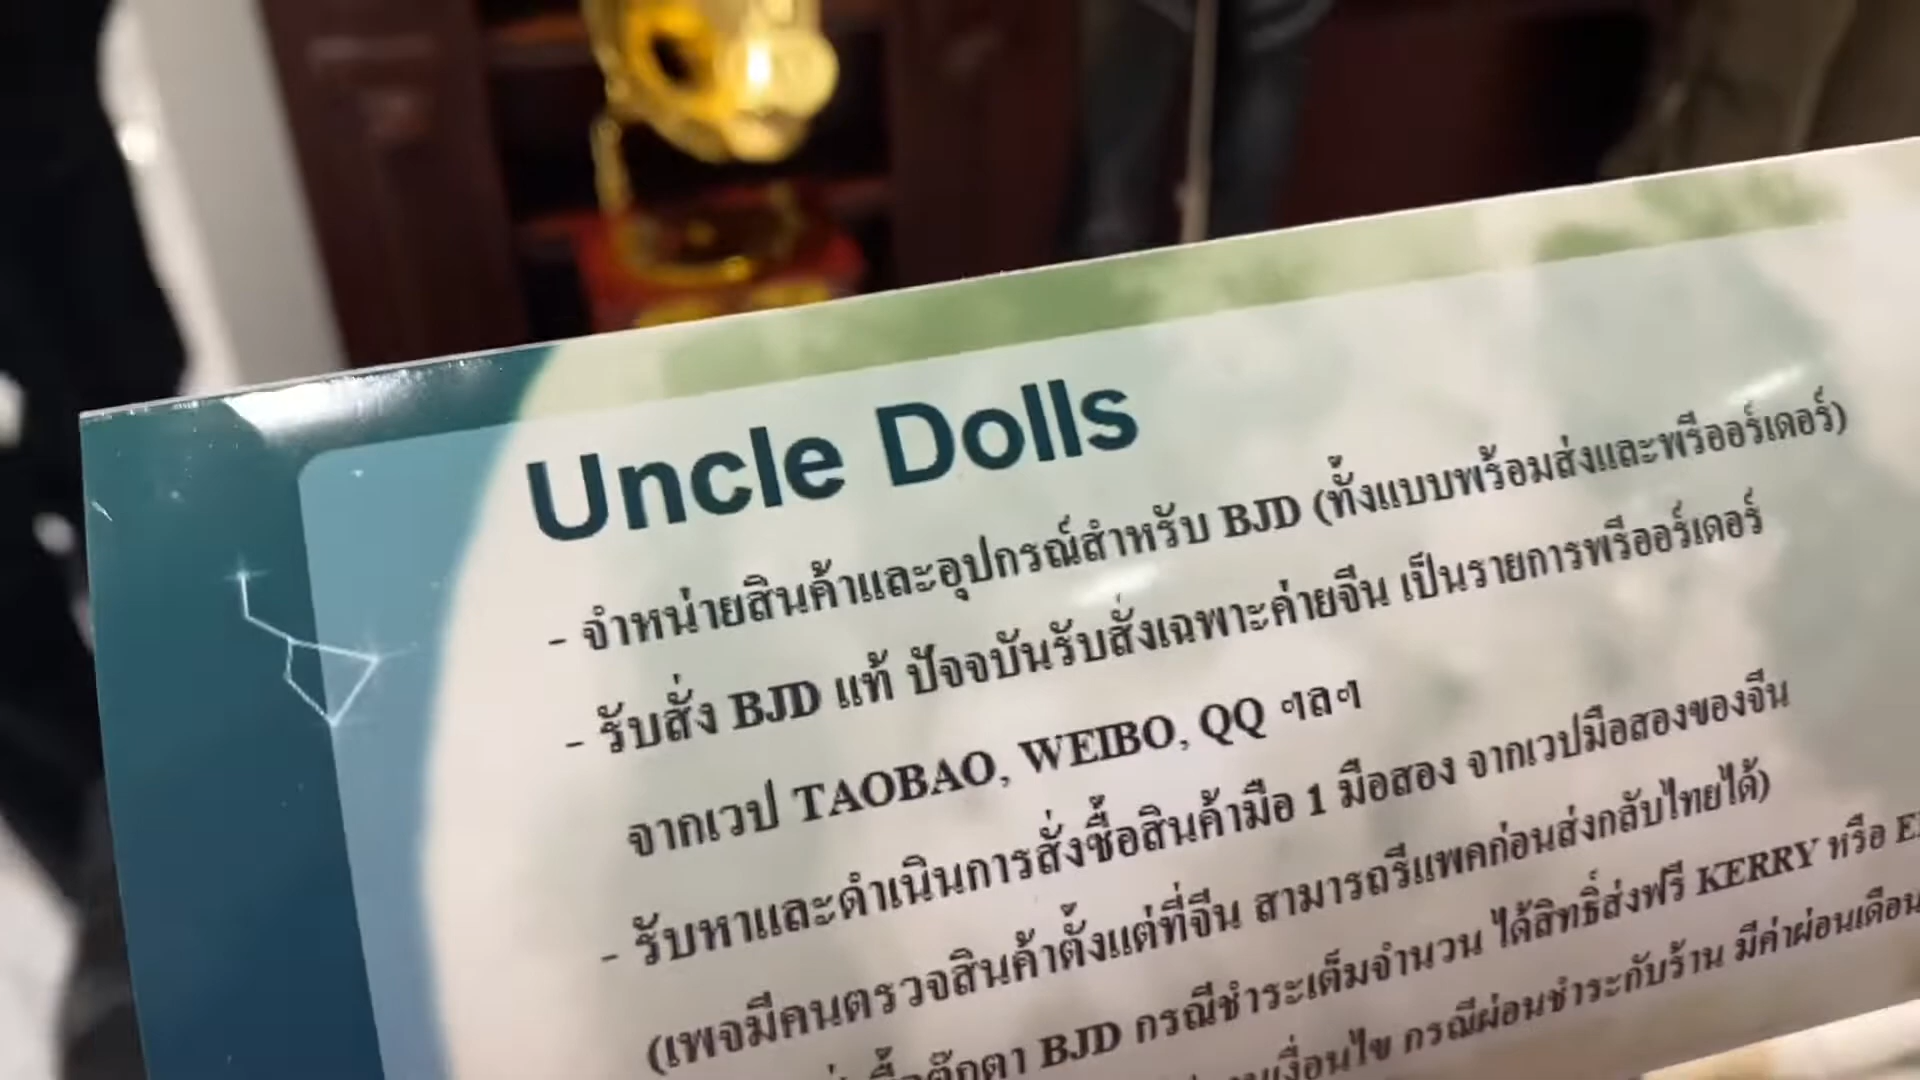 Uncle Dolls
- จำหน่ายสินค้าและอุปกรณ์สำหรับ BJD (ทั้งแบบพร้อมส่งและพรีออร์เดอร์)
- รับสั่ง BJD แท้ ปัจจบันรับสั่งเฉพาะค่ายจีน เป็นรายการพรีออร์เดอร์
จากเวป TAOBAO, WEIBO, QQ ฯลฯ
- รับหาและดำเนินการสั่งซื้อสินค้ามือ 1 มือสอง จากเวปมือสองของจีน
(เพจมีคนตรวจสินค้าตั้งแต่ที่จีน สามารถรีแพคก่อนส่งกลับไทยได้)
ตุ๊กตา BJD กรณีชำระเต็มจำนวน ได้สิทธิ์ส่งฟรี KERRY หรือ
กรณีผ่อนชำระกับร้าน มีค่าผ่อนเดือน